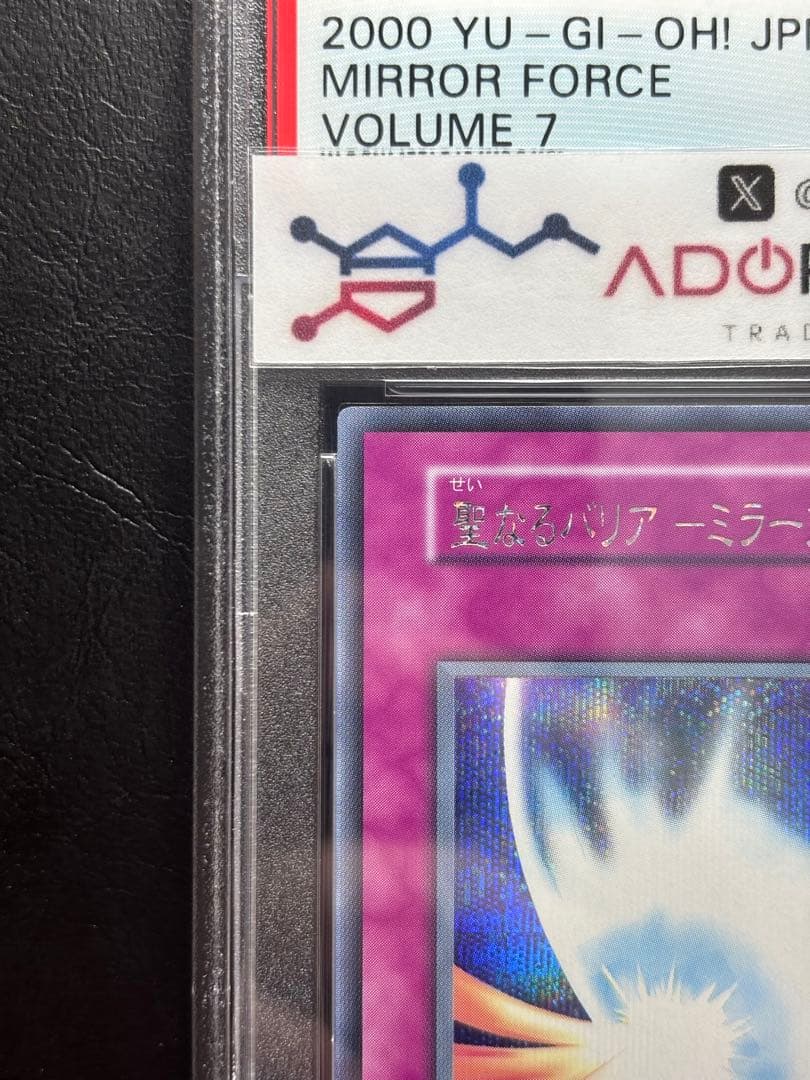 2000 YU-GI-OH! JP
MIRROR FORCE
VOLUME 7
X @
ADO
TRAD
せい
聖なるバリア －ミラー